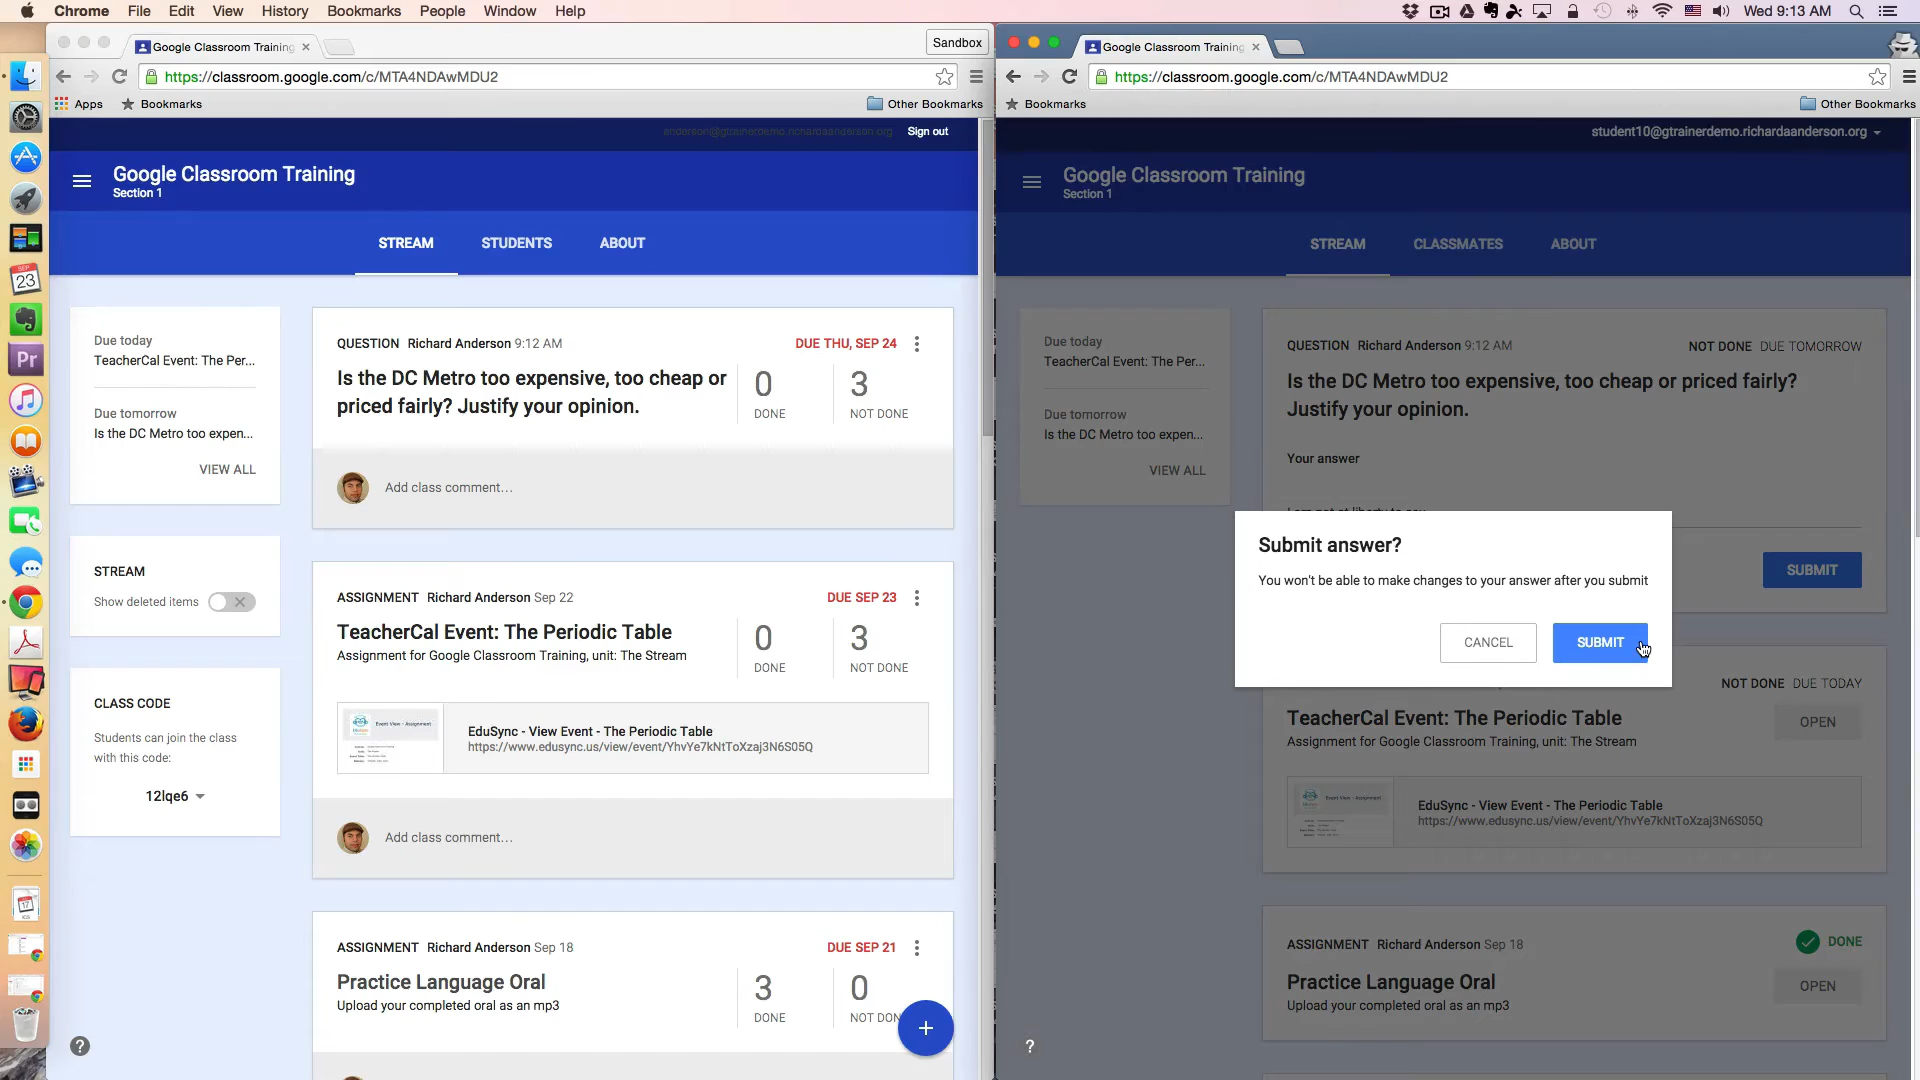 Chrome File Edit View History Bookmarks People Window Help
Wed 9:13 AM
Google Classroom Training
Sandbox
https://classroom.google.com/c/MTA4NDAwMDU2
Apps Bookmarks Other Bookmarks
anderson@gtrainerdemo.richardaanderson.org Sign out
Google Classroom Training
Section 1
STREAM STUDENTS ABOUT
Due today
TeacherCal Event: The Per...
Due tomorrow
Is the DC Metro too expen...
VIEW ALL
STREAM
Show deleted items
CLASS CODE
Students can join the class
with this code:
12lqe6
QUESTION Richard Anderson 9:12 AM DUE THU, SEP 24
Is the DC Metro too expensive, too cheap or
priced fairly? Justify your opinion.
0 3
DONE NOT DONE
Add class comment...
ASSIGNMENT Richard Anderson Sep 22 DUE SEP 23
TeacherCal Event: The Periodic Table
Assignment for Google Classroom Training, unit: The Stream
0 3
DONE NOT DONE
Event View - Assignment
EduSync - View Event - The Periodic Table
https://www.edusync.us/view/event/YhvYe7kNtToXzaj3N6S05Q
Add class comment...
ASSIGNMENT Richard Anderson Sep 18 DUE SEP 21
Practice Language Oral
Upload your completed oral as an mp3
3 0
DONE NOT DON
+
?
SEP
23
Pr
17
Google Classroom Training
https://classroom.google.com/c/MTA4NDAwMDU2
Bookmarks Other Bookmarks
student10@gtrainerdemo.richardaanderson.org
Google Classroom Training
Section 1
STREAM CLASSMATES ABOUT
Due today
TeacherCal Event: The Per...
Due tomorrow
Is the DC Metro too expen...
VIEW ALL
QUESTION Richard Anderson 9:12 AM NOT DONE DUE TOMORROW
Is the DC Metro too expensive, too cheap or priced fairly?
Justify your opinion.
Your answer
SUBMIT
Submit answer?
You won't be able to make changes to your answer after you submit
CANCEL SUBMIT
NOT DONE DUE TODAY
TeacherCal Event: The Periodic Table
OPEN
Assignment for Google Classroom Training, unit: The Stream
Event View - Assignment
EduSync - View Event - The Periodic Table
https://www.edusync.us/view/event/YhvYe7kNtToXzaj3N6S05Q
ASSIGNMENT Richard Anderson Sep 18 DONE
Practice Language Oral
OPEN
Upload your completed oral as an mp3
?